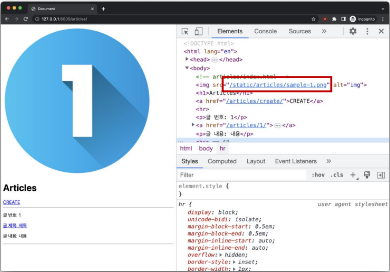 Document
127.0.0.1:8000/articles/
Incognito
1
Articles
CREATE
글 번호: 1
글 제목: 제목
글 내용: 내용
Elements Console Sources
<!DOCTYPE html>
<html lang="en">
<head> </head>
<body>
<!-- articles/index.html -->
<img src="/static/articles/sample-1.png" alt="img">
<h1>Articles</h1>
<a href="/articles/create/">CREATE</a>
<hr>
<p>글 번호: 1</p>
<a href="/articles/1/"> </a>
<p>글 내용: 내용</p>
html body hr
Styles Computed Layout Event Listeners
Filter :hov .cls
element.style {
}
hr { user agent stylesheet
display: block;
unicode-bidi: isolate;
margin-block-start: 0.5em;
margin-block-end: 0.5em;
margin-inline-start: auto;
margin-inline-end: auto;
overflow: hidden;
border-style: inset;
border-width: 1px;